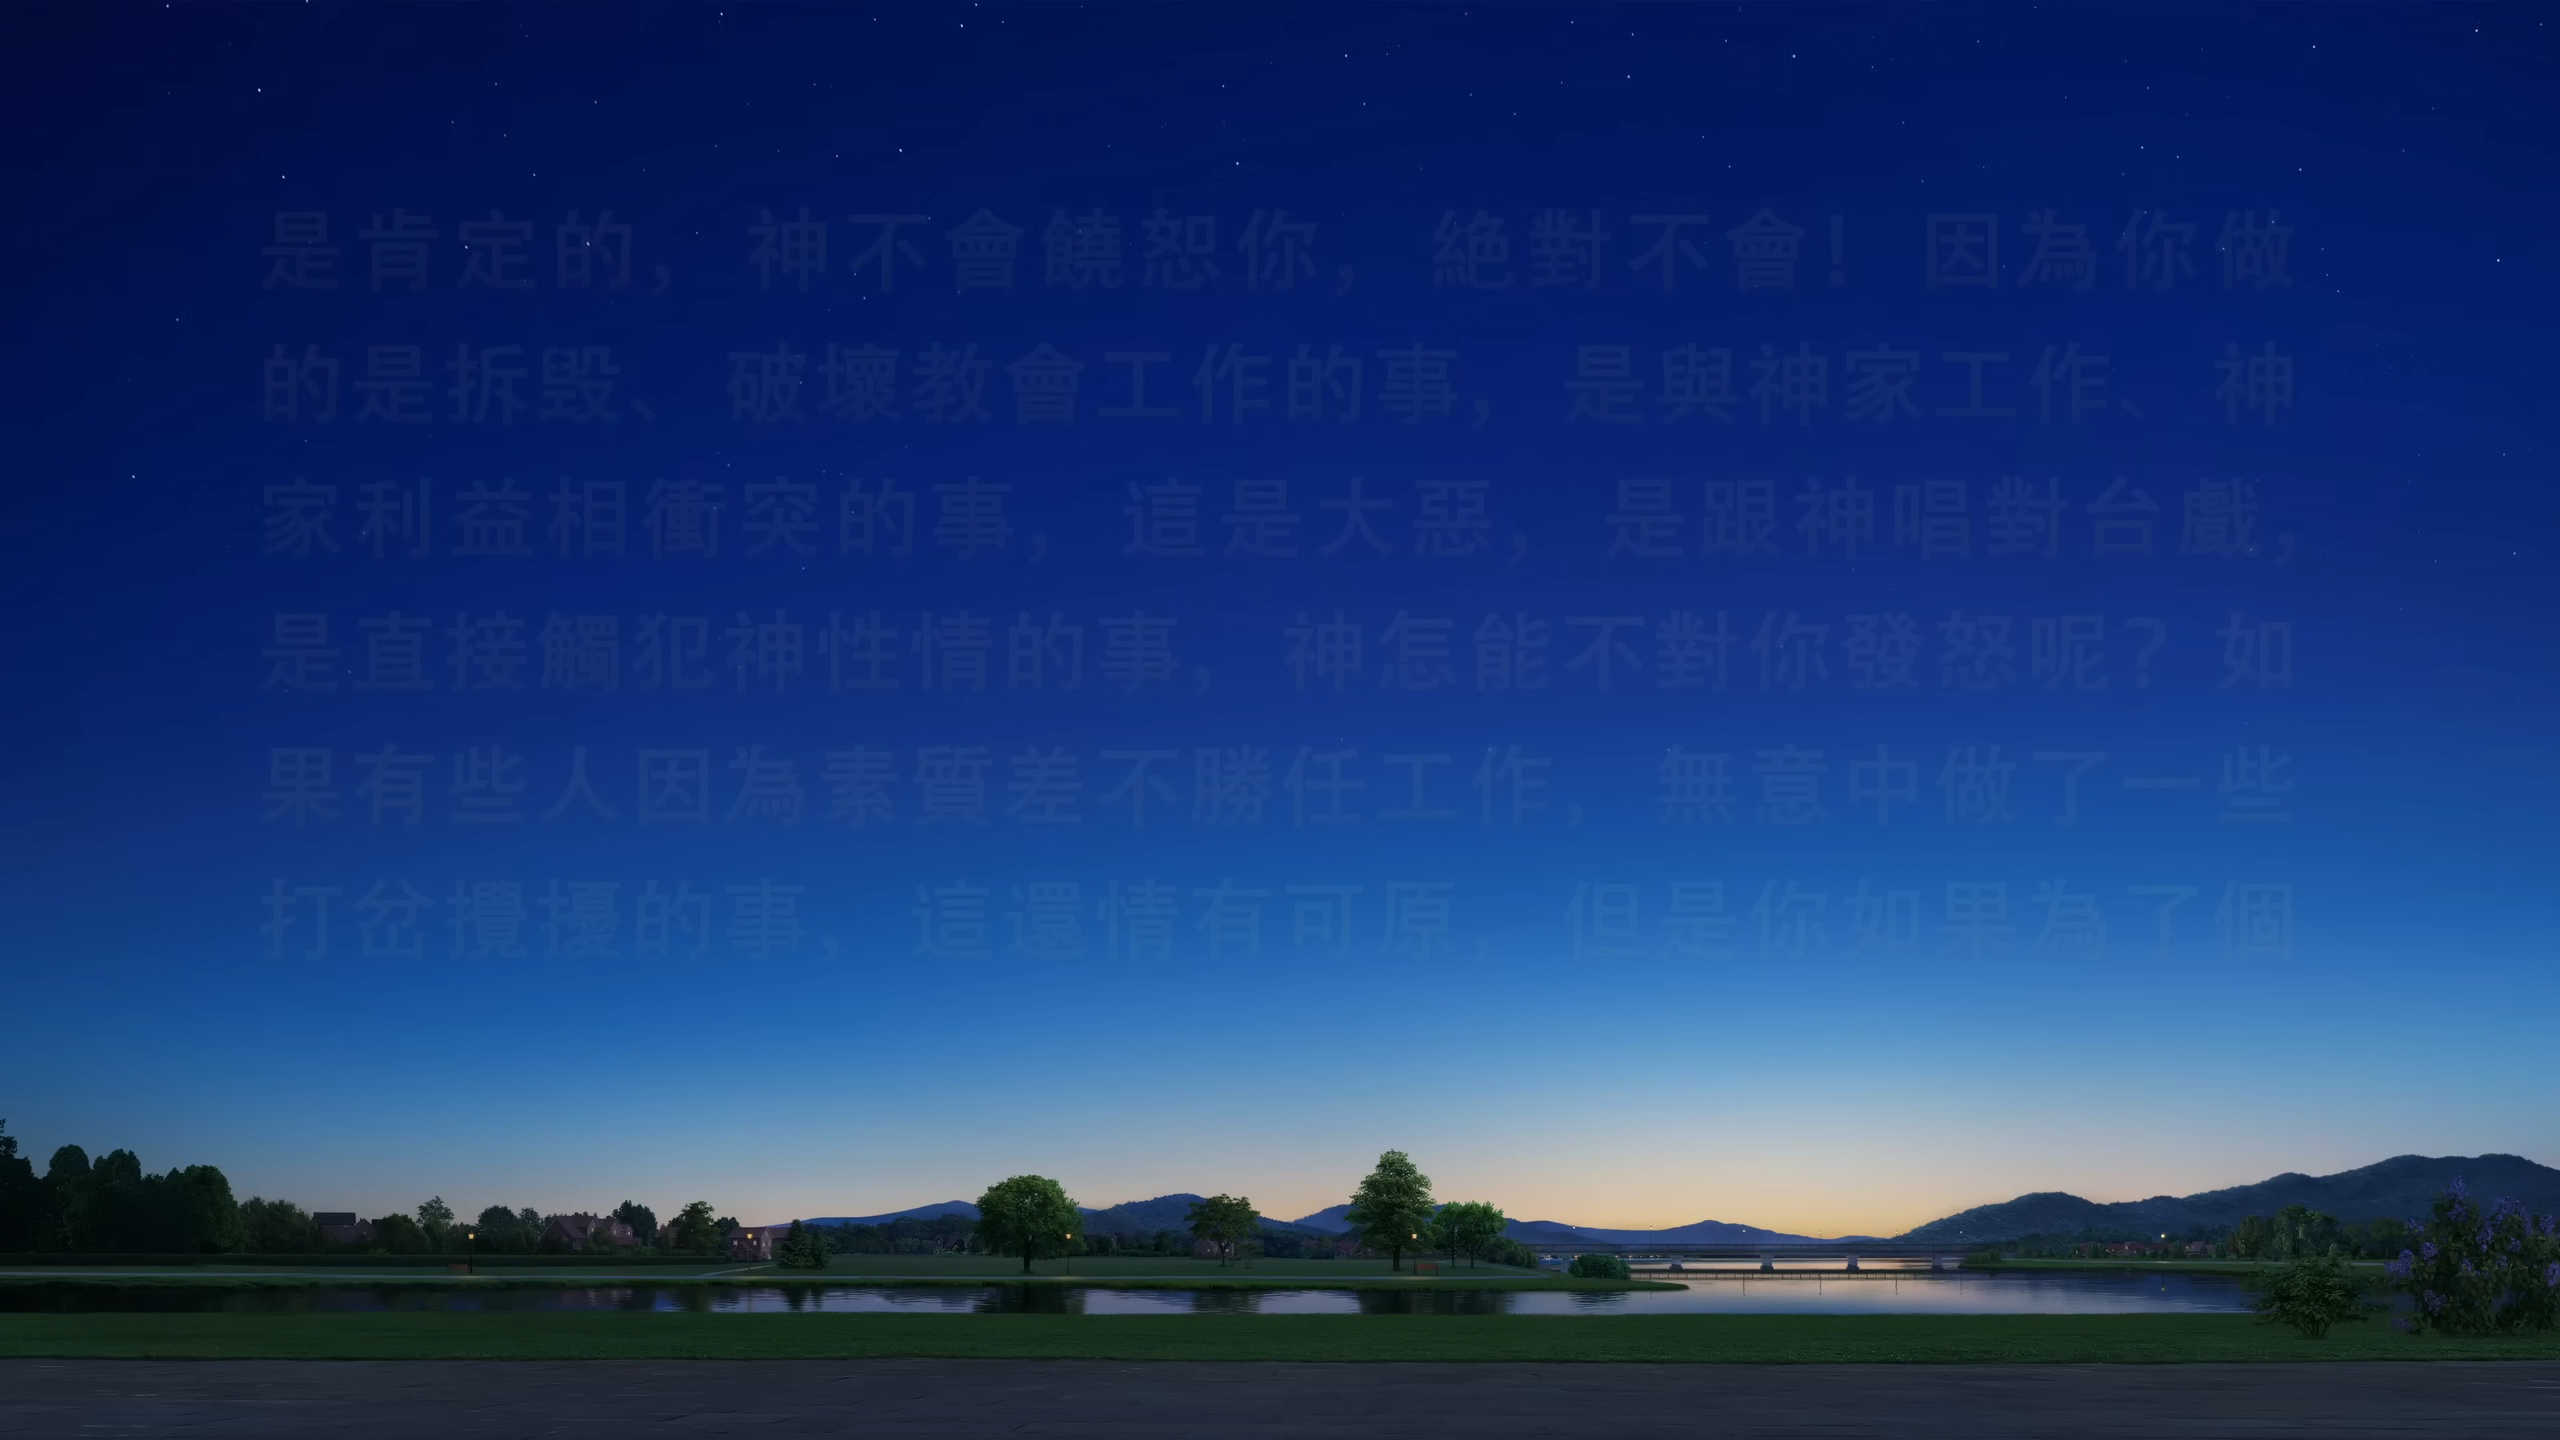 是肯定的，神不會饒恕你，絕對不會！因為你做
的是拆毀、破壞教會工作的事，是與神家工作、神
家利益相衝突的事，這是大惡，是跟神唱對台戲，
是直接觸犯神性情的事，神怎能不對你發怒呢？如
果有些人因為素質差不勝任工作，無意中做了一些
打岔攪擾的事，這還情有可原，但是你如果為了個